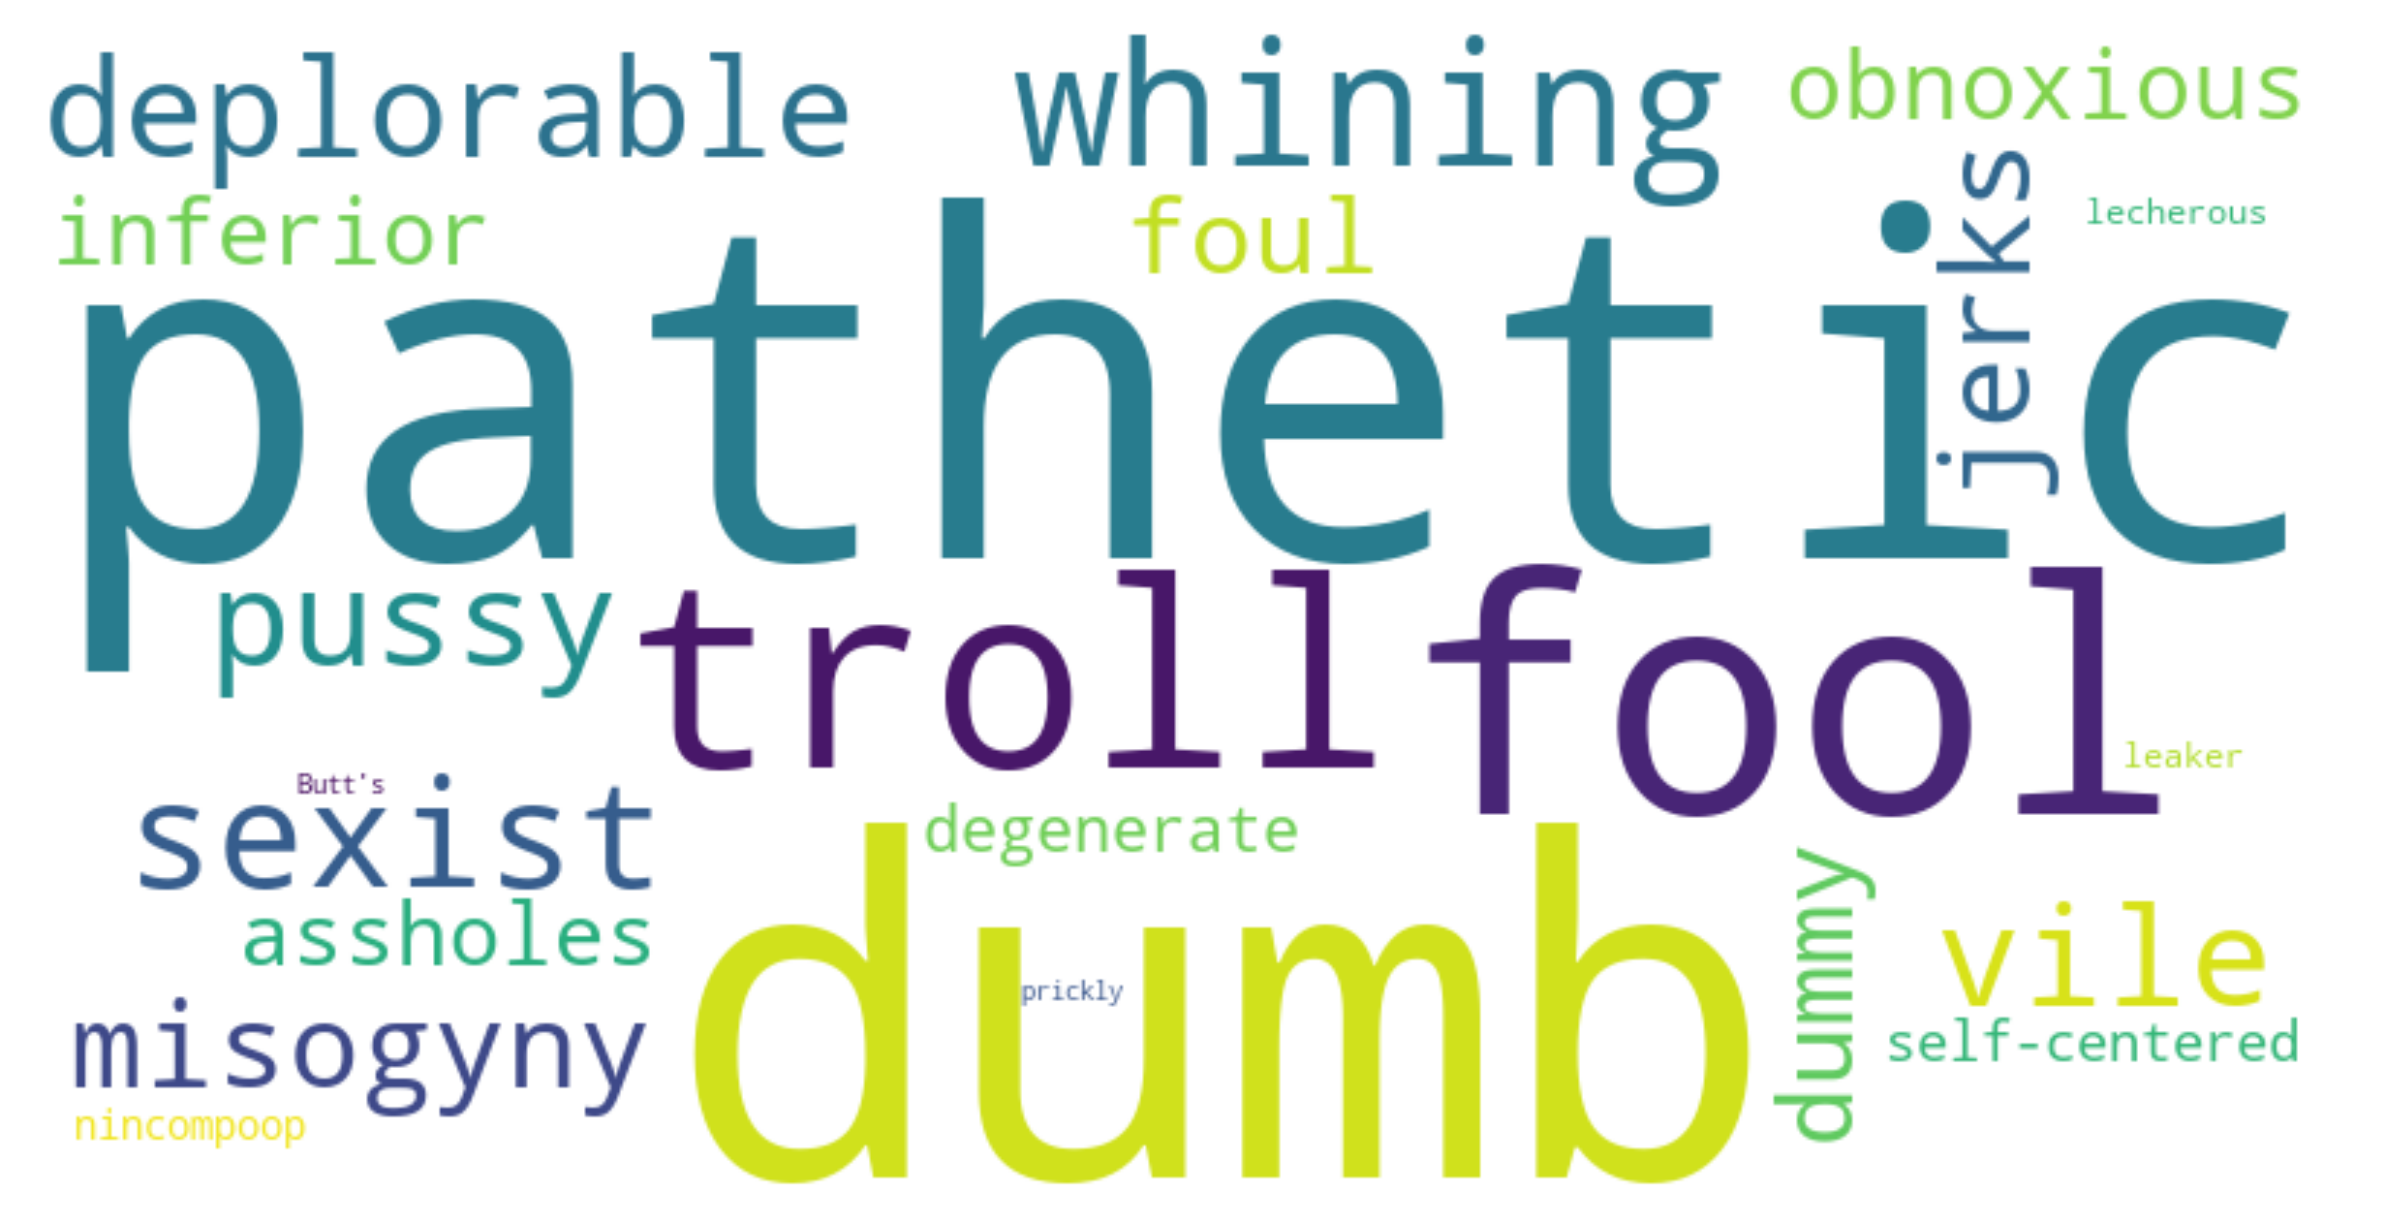 deplorable
whining
obnoxious
inferior
foul
jerks
lecherous
pathetic
pussy
troll
fool
leaker
Butt's
sexist
degenerate
assholes
dumb
dummy
vile
prickly
misogyny
self-centered
nincompoop